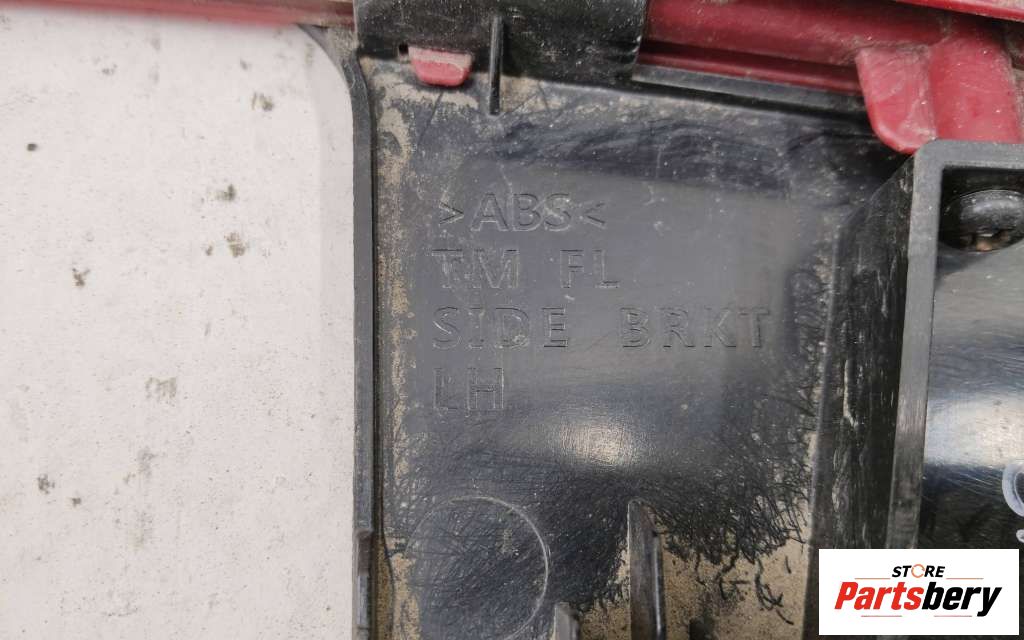 >ABS<
TM FL
SIDE BRKT
LH
STORE
Partsbery